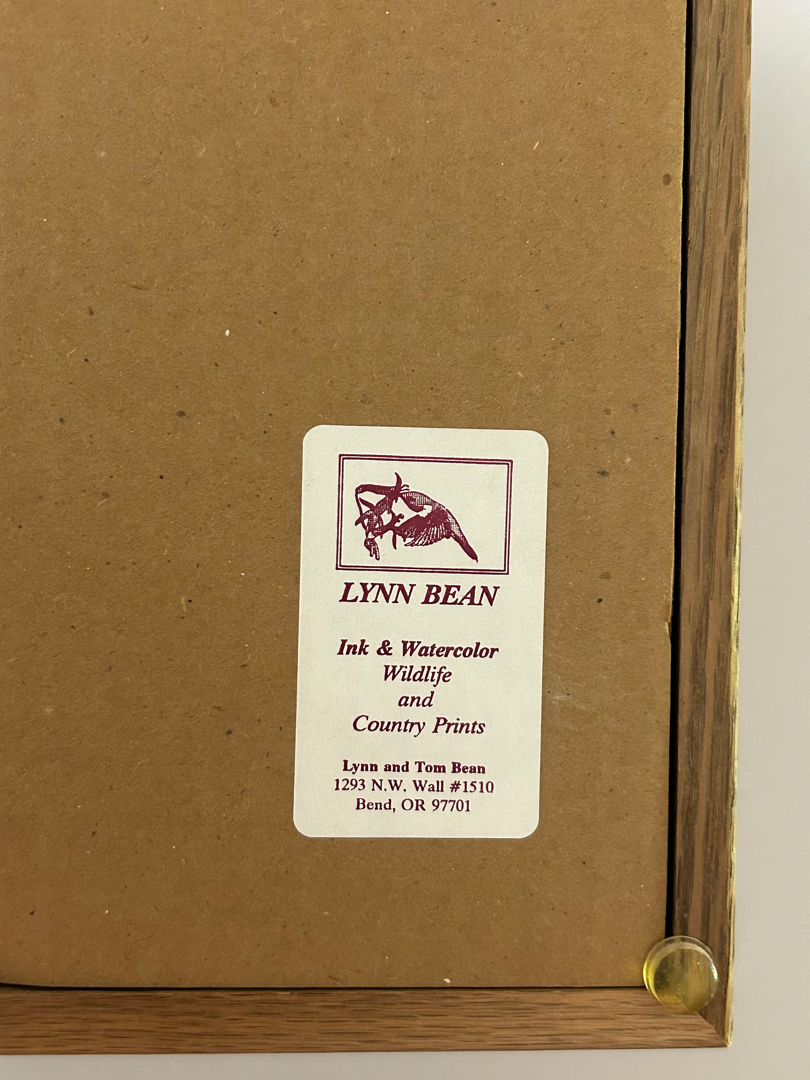 LYNN BEAN
Ink & Watercolor
Wildlife
and
Country Prints
Lynn and Tom Bean
1293 N.W. Wall #1510
Bend, OR 97701